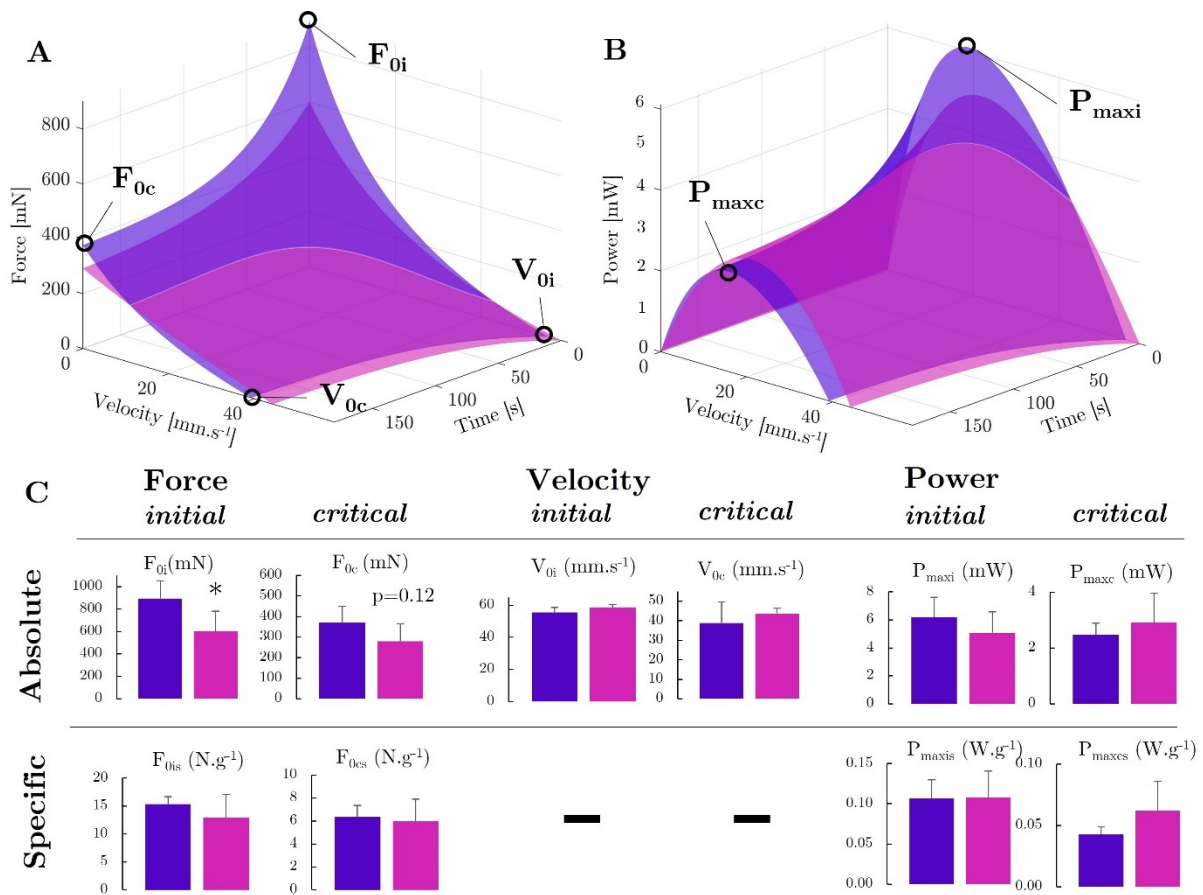 A
F0i
F0c
V0i
V0c
Force [mN]
800
600
400
200
0
0
20
40
Velocity [mm.s-1]
150
100
50
0
Time [s]
B
Pmaxi
Pmaxc
Power [mW]
6
5
4
3
2
1
0
0
20
40
Velocity [mm.s-1]
150
100
50
0
Time [s]
C
Force Velocity Power
initial critical initial critical initial critical
Absolute
F0i(mN)
1000
800
600
400
200
0
*
F0c (mN)
600
500
400
300
200
100
0
p=0.12
V0i (mm.s-1)
60
40
20
0
V0c (mm.s-1)
50
40
30
20
10
0
Pmaxi (mW)
8
6
4
2
0
Pmaxc (mW)
4
2
0
Specific
F0is (N.g-1)
20
15
10
5
0
F0cs (N.g-1)
10
8
6
4
2
0
Pmaxis (W.g-1)
0.15
0.10
0.05
0.00
Pmaxcs (W.g-1)
0.10
0.05
0.00